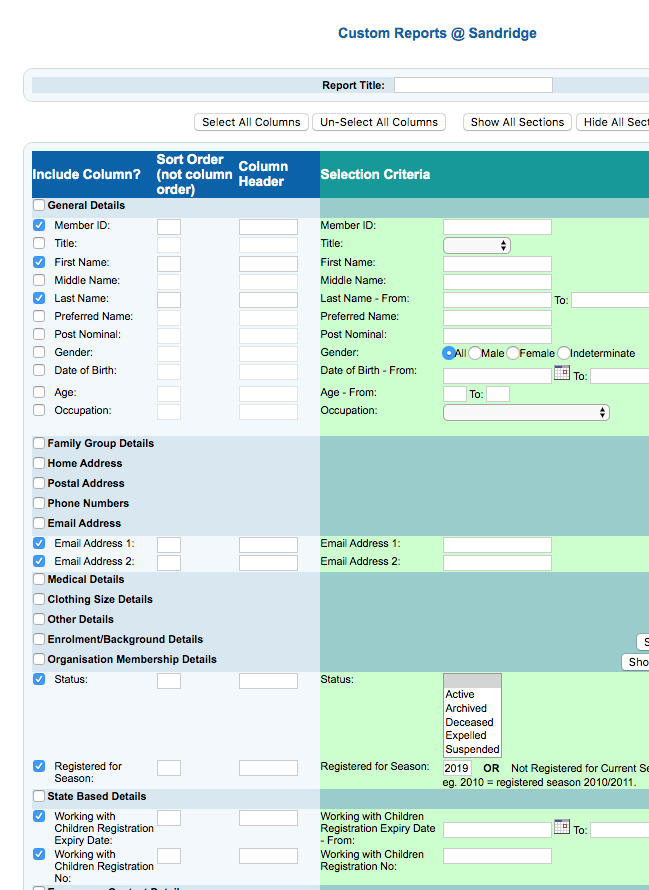 Custom Reports @ Sandridge
Report Title:
Select All Columns Un-Select All Columns Show All Sections Hide All Sect
Include Column? Sort Order (not column order) Column Header Selection Criteria
General Details
Member ID: Member ID:
Title: Title:
First Name: First Name:
Middle Name: Middle Name:
Last Name: Last Name - From: To:
Preferred Name: Preferred Name:
Post Nominal: Post Nominal:
Gender: Gender: All Male Female Indeterminate
Date of Birth: Date of Birth - From: To:
Age: Age - From: To:
Occupation: Occupation:
Family Group Details
Home Address
Postal Address
Phone Numbers
Email Address
Email Address 1: Email Address 1:
Email Address 2: Email Address 2:
Medical Details
Clothing Size Details
Other Details
Enrolment/Background Details S
Organisation Membership Details Sho
Status: Status:
Active
Archived
Deceased
Expelled
Suspended
Registered for Season: Registered for Season: 2019 OR Not Registered for Current Se
eg. 2010 = registered season 2010/2011.
State Based Details
Working with Children Registration Expiry Date: Working with Children Registration Expiry Date - From: To:
Working with Children Registration No: Working with Children Registration No: